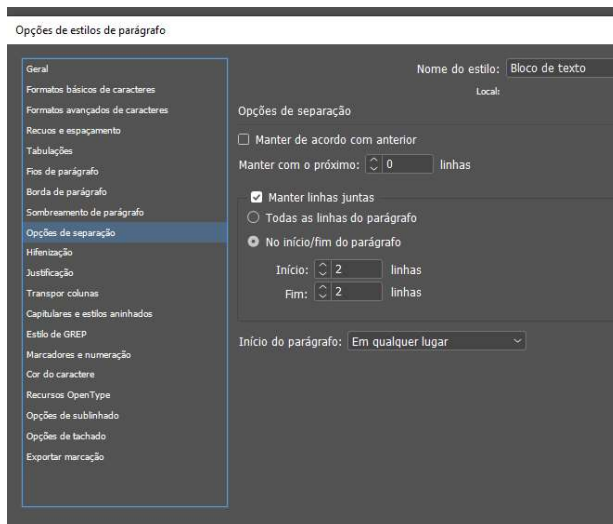 Opções de estilos de parágrafo
Geral
Formatos básicos de caracteres
Formatos avançados de caracteres
Recuos e espaçamento
Tabulações
Fios de parágrafo
Borda de parágrafo
Sombreamento de parágrafo
Opções de separação
Hifenização
Justificação
Transpor colunas
Capitulares e estilos aninhados
Estilo de GREP
Marcadores e numeração
Cor do caractere
Recursos OpenType
Opções de sublinhado
Opções de tachado
Exportar marcação
Nome do estilo: Bloco de texto
Local:
Opções de separação
Manter de acordo com anterior
Manter com o próximo: 0 linhas
Manter linhas juntas
Todas as linhas do parágrafo
No início/fim do parágrafo
Início: 2 linhas
Fim: 2 linhas
Início do parágrafo: Em qualquer lugar